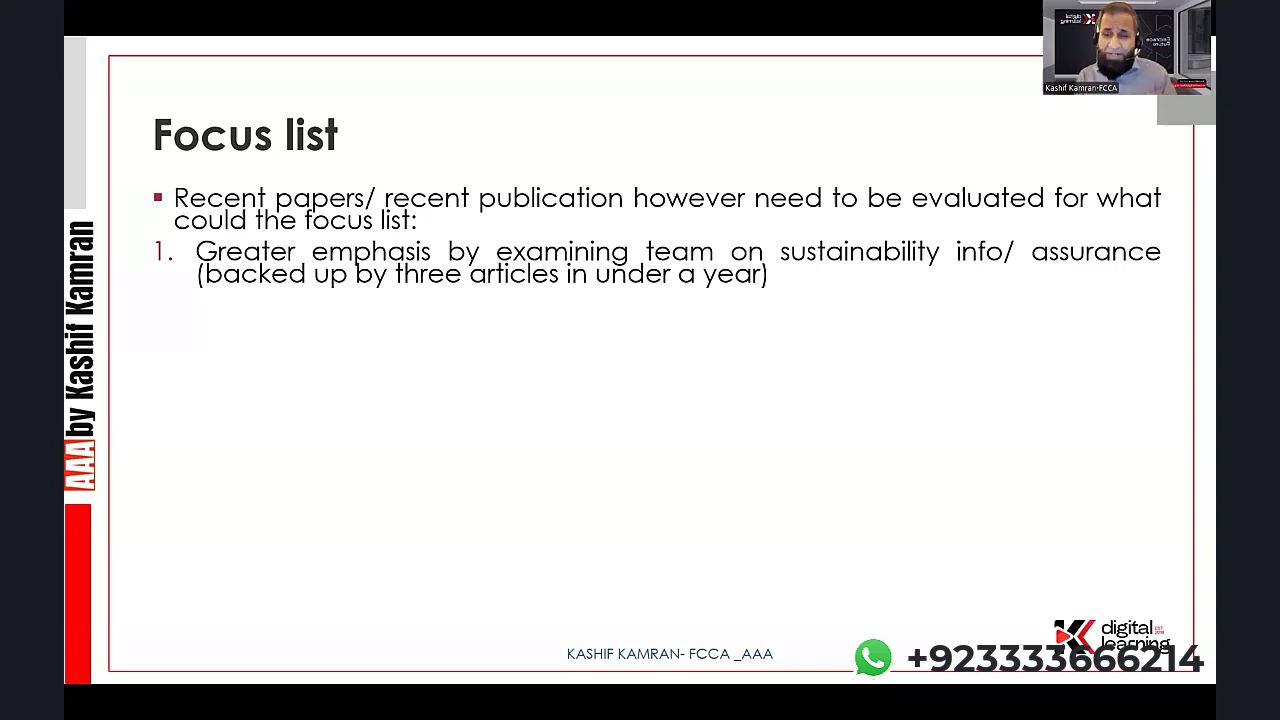 Kashif Kamran-FCCA
Focus list
Recent papers/ recent publication however need to be evaluated for what
could the focus list:
1. Greater emphasis by examining team on sustainability info/ assurance
(backed up by three articles in under a year)
AAA by Kashif Kamran
KASHIF KAMRAN- FCCA _AAA
K digital
learning
+923333666214